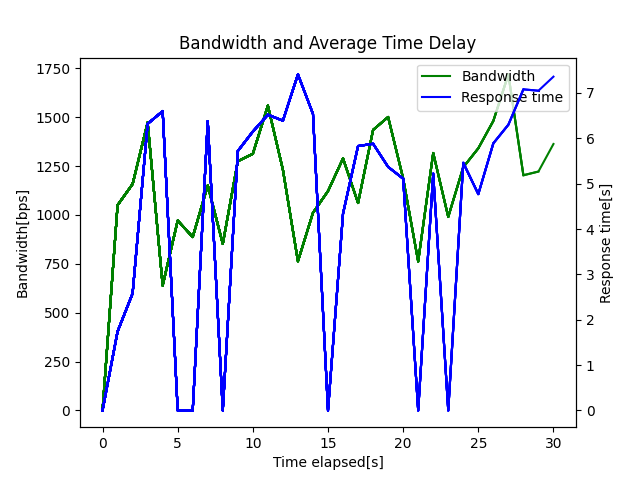 Bandwidth and Average Time Delay
Bandwidth
Response time
1750
1500
1250
1000
750
500
250
0
Bandwidth[bps]
7
6
5
4
3
2
1
0
Response time[s]
0 5 10 15 20 25 30
Time elapsed[s]